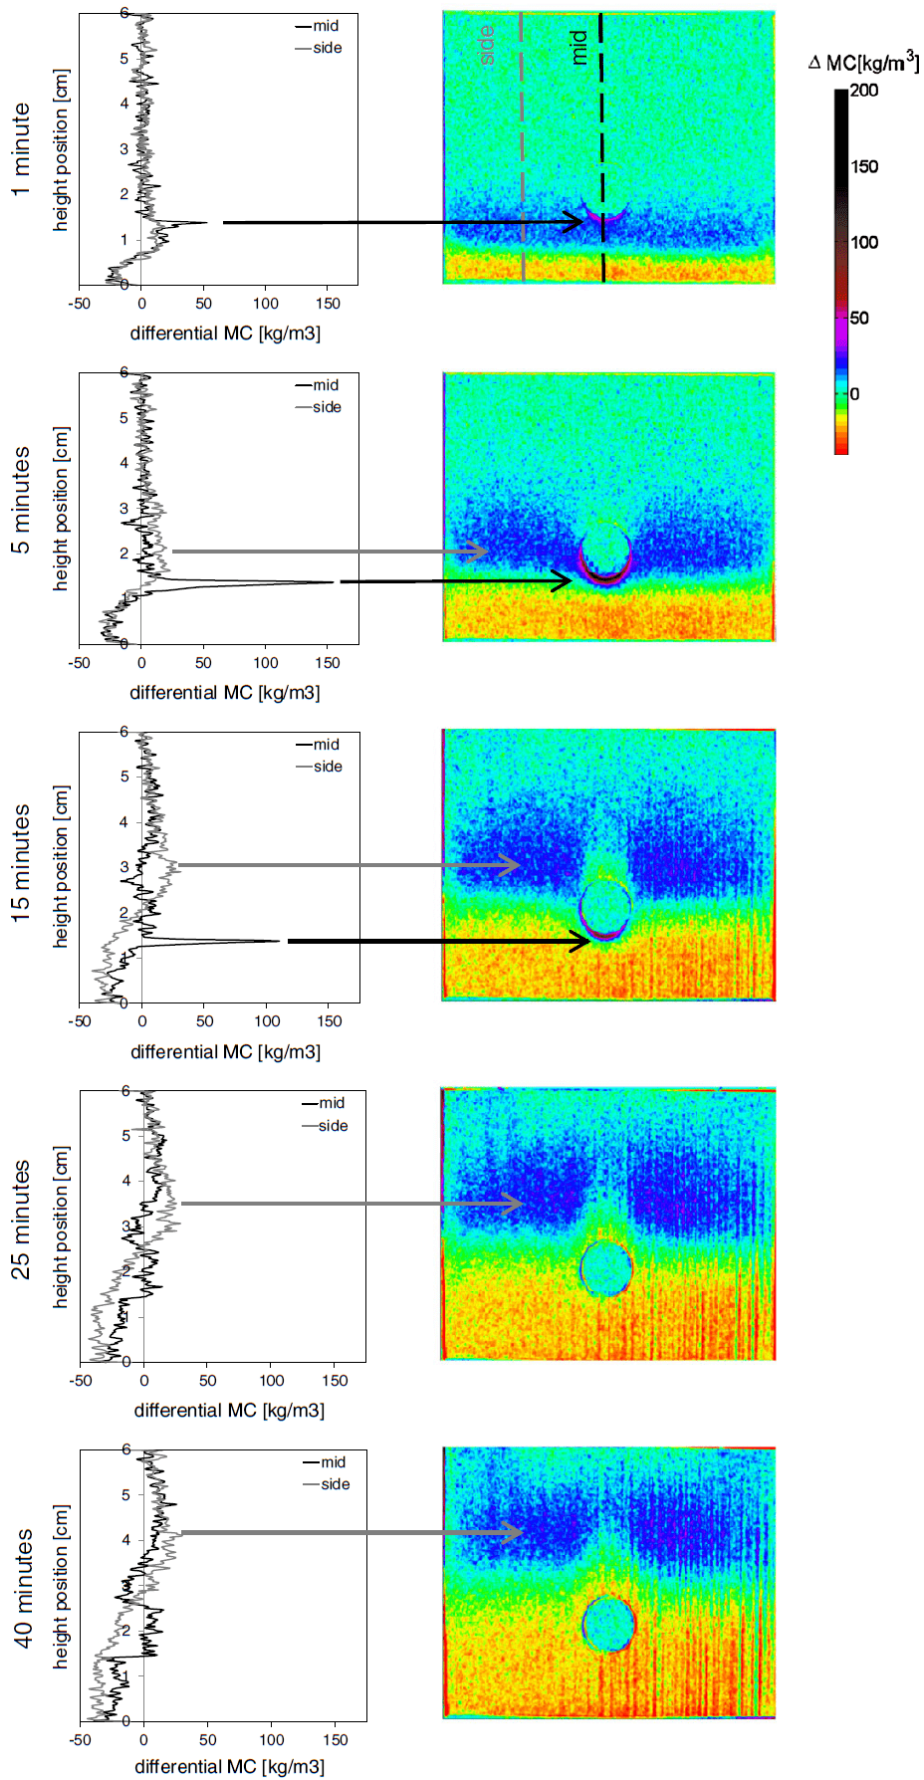 1 minute
height position [cm]
6
5
4
3
2
1
0
mid
side
-50
0
50
100
150
differential MC [kg/m3]
side
mid
Δ MC[kg/m³]
200
150
100
50
0
5 minutes
height position [cm]
6
5
4
3
2
1
0
mid
side
-50
0
50
100
150
differential MC [kg/m3]
15 minutes
height position [cm]
6
5
4
3
2
0
mid
side
-50
0
50
100
150
differential MC [kg/m3]
25 minutes
height position [cm]
6
5
4
3
2
1
0
mid
side
-50
0
50
100
150
differential MC [kg/m3]
40 minutes
height position [cm]
6
5
4
3
2
1
0
mid
side
-50
0
50
100
150
differential MC [kg/m3]